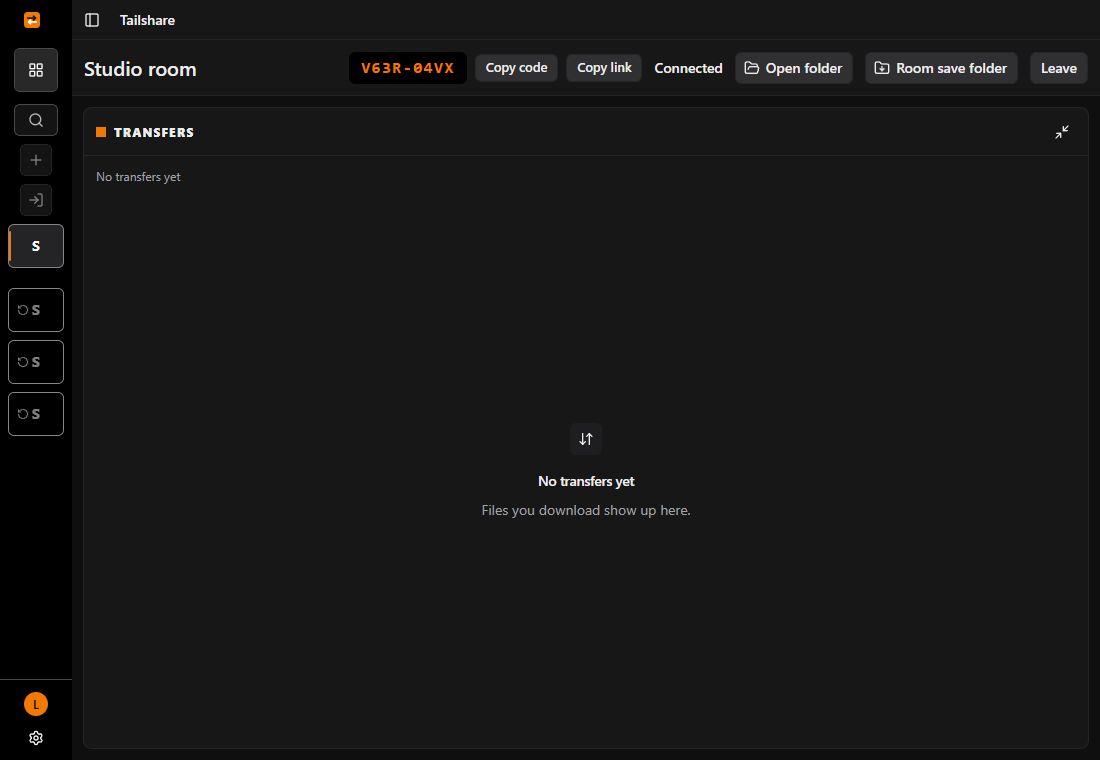 Tailshare
Studio room
V63R-04VX
Copy code
Copy link
Connected
Open folder
Room save folder
Leave
TRANSFERS
No transfers yet
S
S
S
S
No transfers yet
Files you download show up here.
L